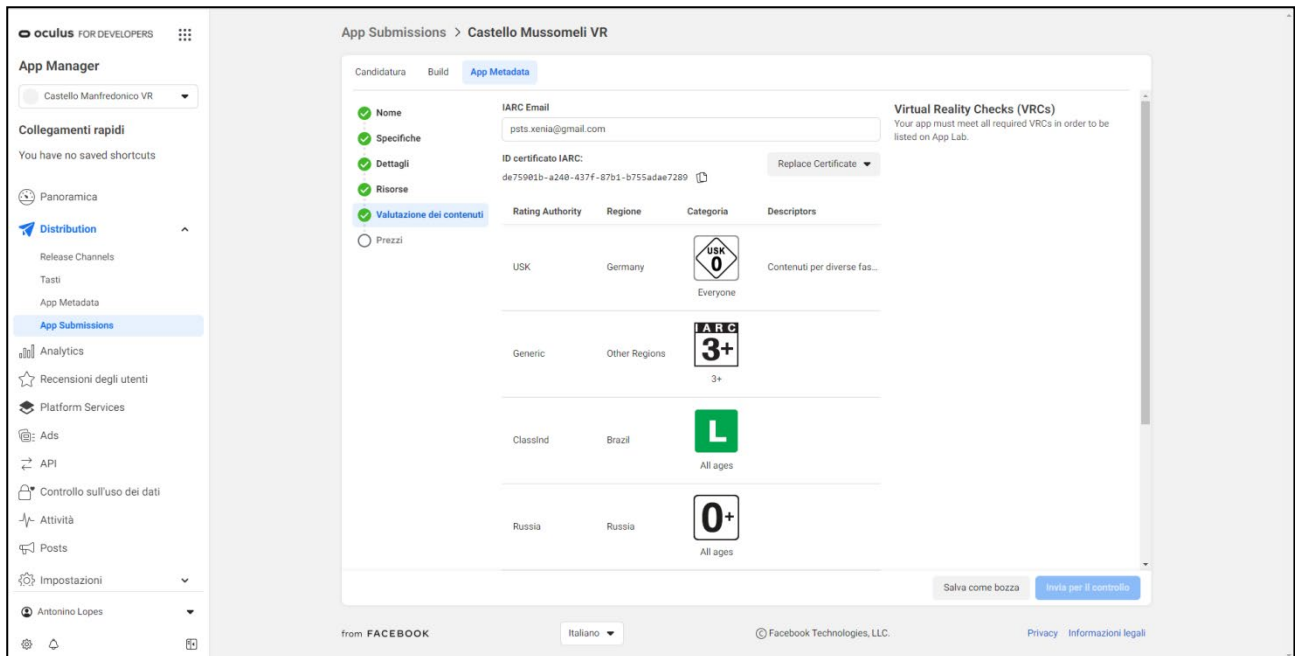 oculus FOR DEVELOPERS
App Manager
Castello Manfredonico VR
Collegamenti rapidi
You have no saved shortcuts
Panoramica
Distribution
Release Channels
Tasti
App Metadata
App Submissions
Analytics
Recensioni degli utenti
Platform Services
Ads
API
Controllo sull'uso dei dati
Attività
Posts
Impostazioni
Antonino Lopes
App Submissions > Castello Mussomeli VR
Candidatura Build App Metadata
Nome
Specifiche
Dettagli
Risorse
Valutazione dei contenuti
Prezzi
IARC Email
psts.xenia@gmail.com
ID certificato IARC:
de75901b-a240-437f-87b1-b755adae7289
Replace Certificate
Rating Authority Regione Categoria Descriptors
USK Germany USK 0 Everyone Contenuti per diverse fas...
Generic Other Regions IARC 3+ 3+
ClassInd Brazil L All ages
Russia Russia 0+ All ages
Virtual Reality Checks (VRCs)
Your app must meet all required VRCs in order to be
listed on App Lab.
Salva come bozza Invia per il controllo
from FACEBOOK Italiano © Facebook Technologies, LLC. Privacy Informazioni legali